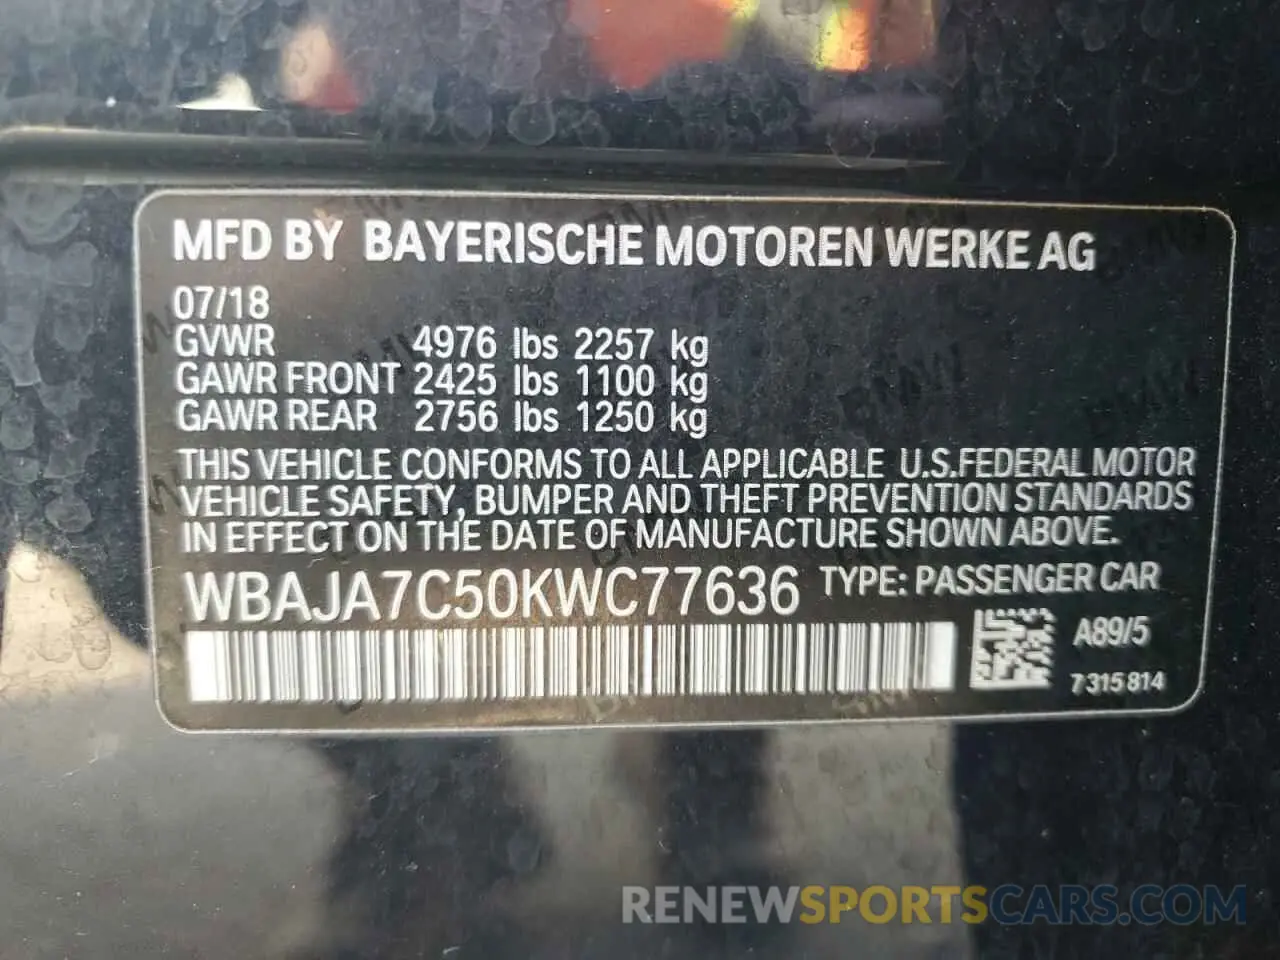 MFD BY BAYERISCHE MOTOREN WERKE AG
07/18
GVWR 4976 lbs 2257 kg
GAWR FRONT 2425 lbs 1100 kg
GAWR REAR 2756 lbs 1250 kg
THIS VEHICLE CONFORMS TO ALL APPLICABLE U.S.FEDERAL MOTOR
VEHICLE SAFETY, BUMPER AND THEFT PREVENTION STANDARDS
IN EFFECT ON THE DATE OF MANUFACTURE SHOWN ABOVE.
WBAJA7C50KWC77636 TYPE: PASSENGER CAR
A89/5
7315814
RENEWSPORTSCARS.COM